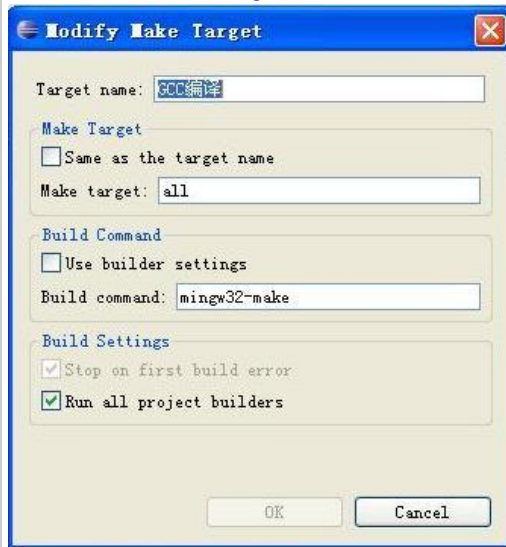 Modify Make Target
Target name: GCC编译
Make Target
Same as the target name
Make target: all
Build Command
Use builder settings
Build command: mingw32-make
Build Settings
Stop on first build error
Run all project builders
OK Cancel